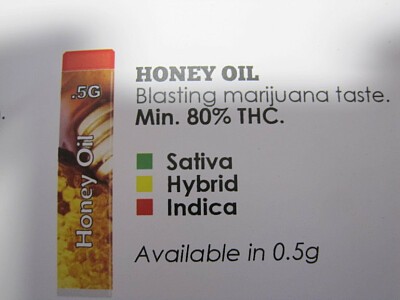 .5G
Honey Oil
HONEY OIL
Blasting marijuana taste.
Min. 80% THC.
Sativa
Hybrid
Indica
Available in 0.5g